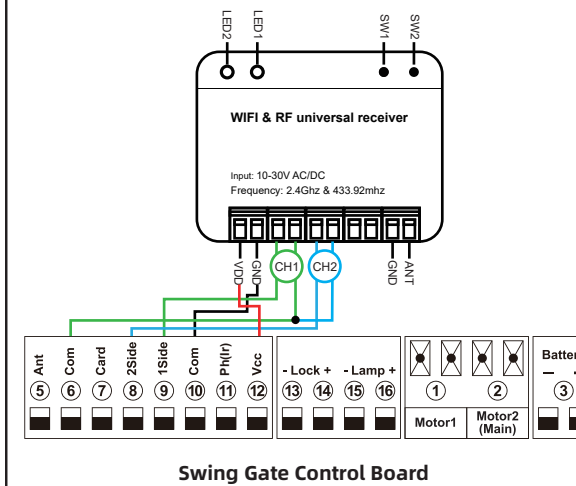 LED2 LED1 SW1 SW2
WIFI & RF universal receiver
Input: 10-30V AC/DC
Frequency: 2.4Ghz & 433.92mhz
VDD GND CH1 CH2 GND ANT
Ant Com Card 2Side 1Side Com Ph(Ir) Vcc
- Lock + - Lamp +
Batter
5 6 7 8 9 10 11 12 13 14 15 16 1 2 3
Motor1 Motor2
(Main)
Swing Gate Control Board